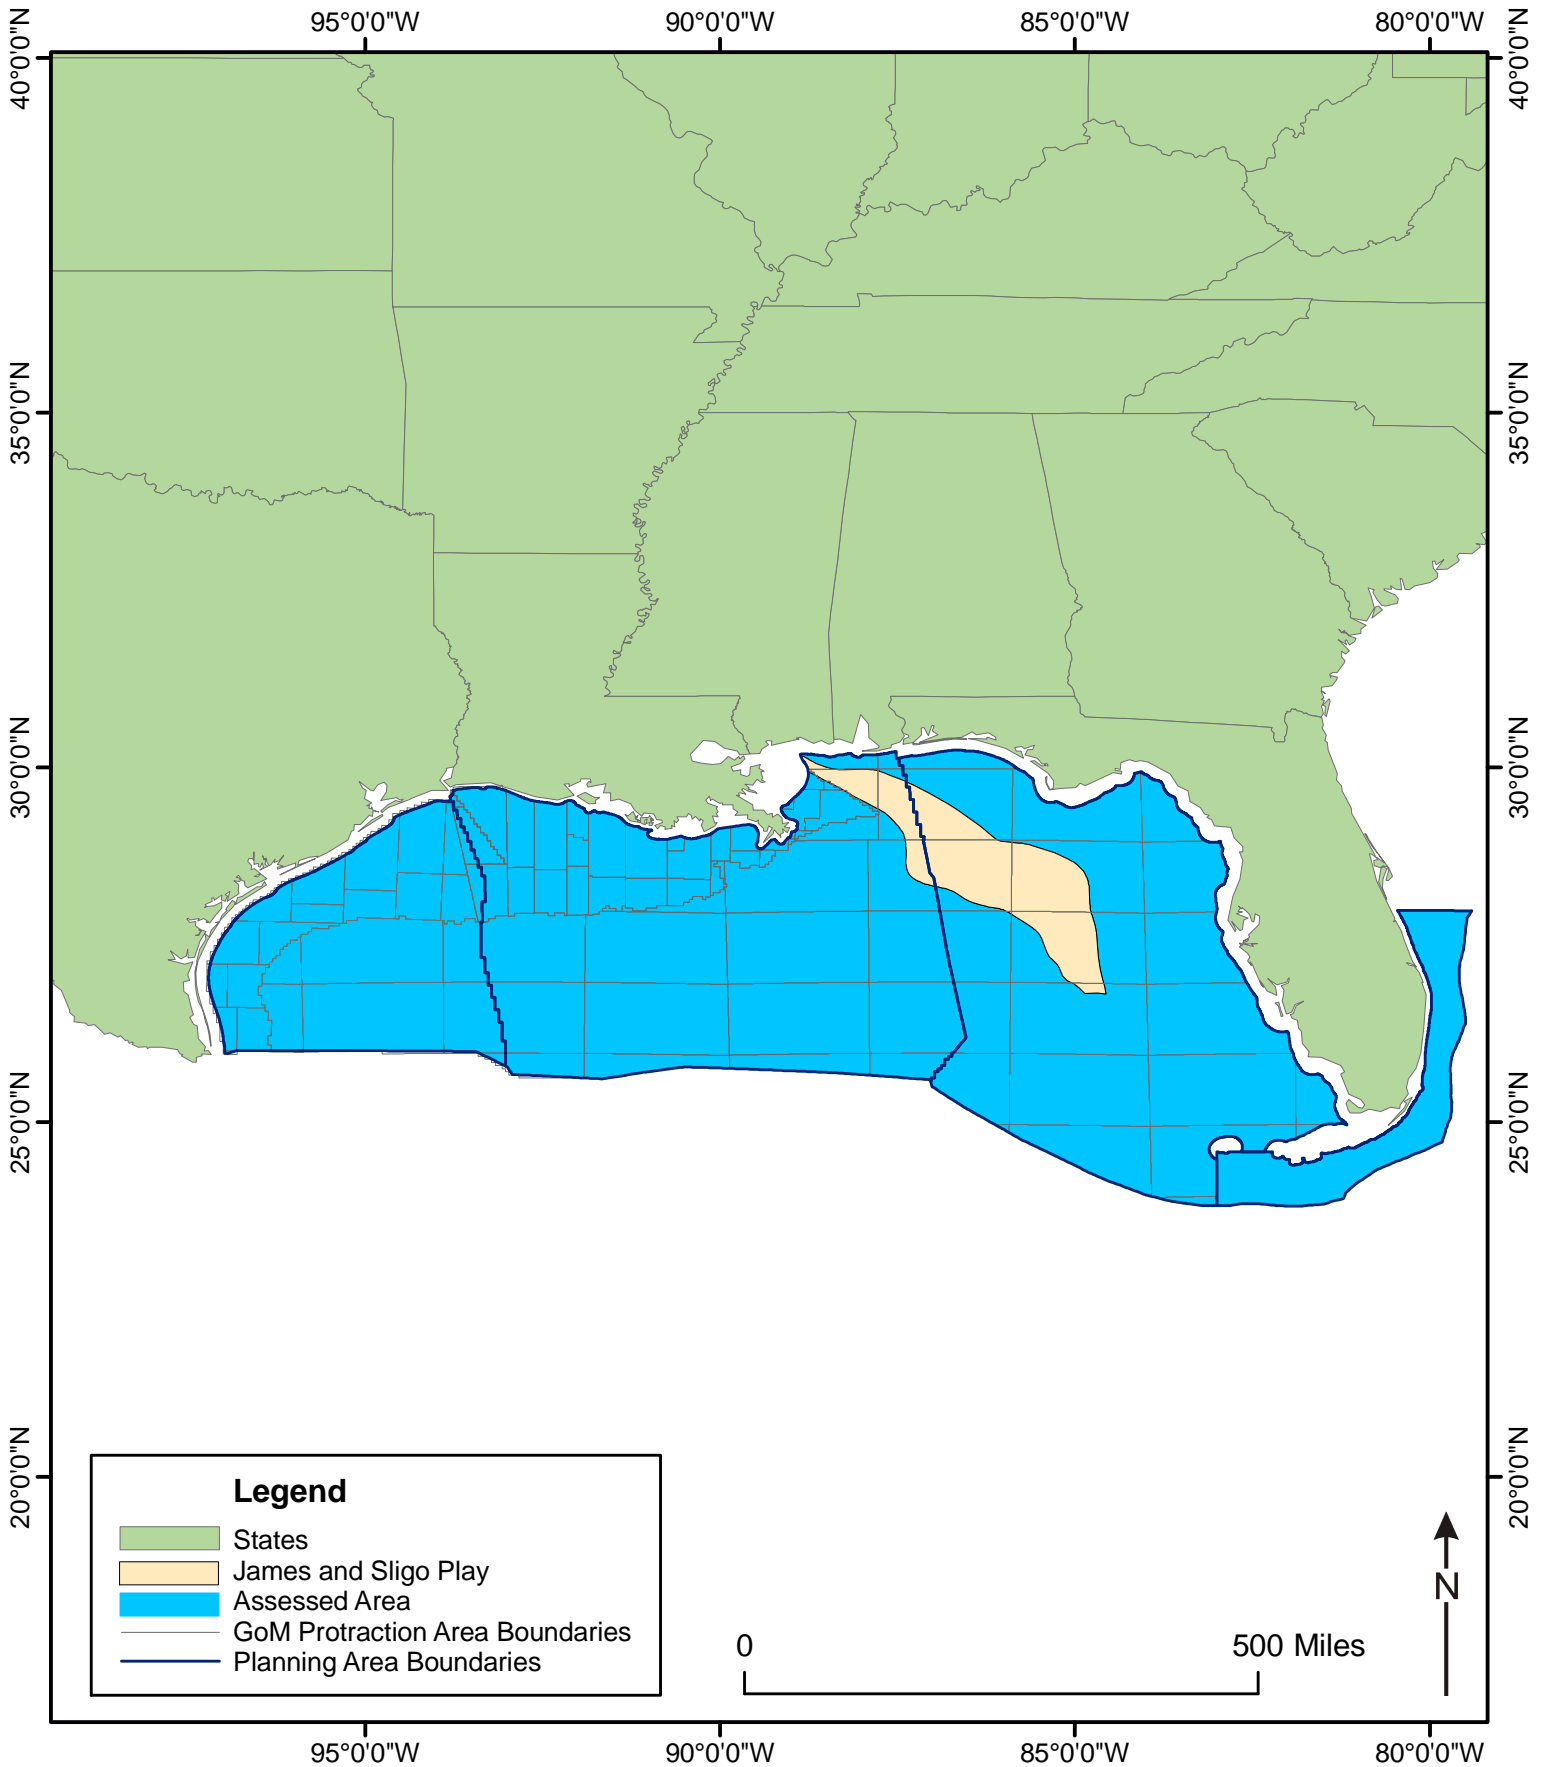 95°0'0"W 90°0'0"W 85°0'0"W 80°0'0"W
40°0'0"N 40°0'0"N
35°0'0"N 35°0'0"N
30°0'0"N 30°0'0"N
25°0'0"N 25°0'0"N
20°0'0"N 20°0'0"N
Legend
States
James and Sligo Play
Assessed Area
GoM Protraction Area Boundaries
Planning Area Boundaries
0 500 Miles
N
95°0'0"W 90°0'0"W 85°0'0"W 80°0'0"W